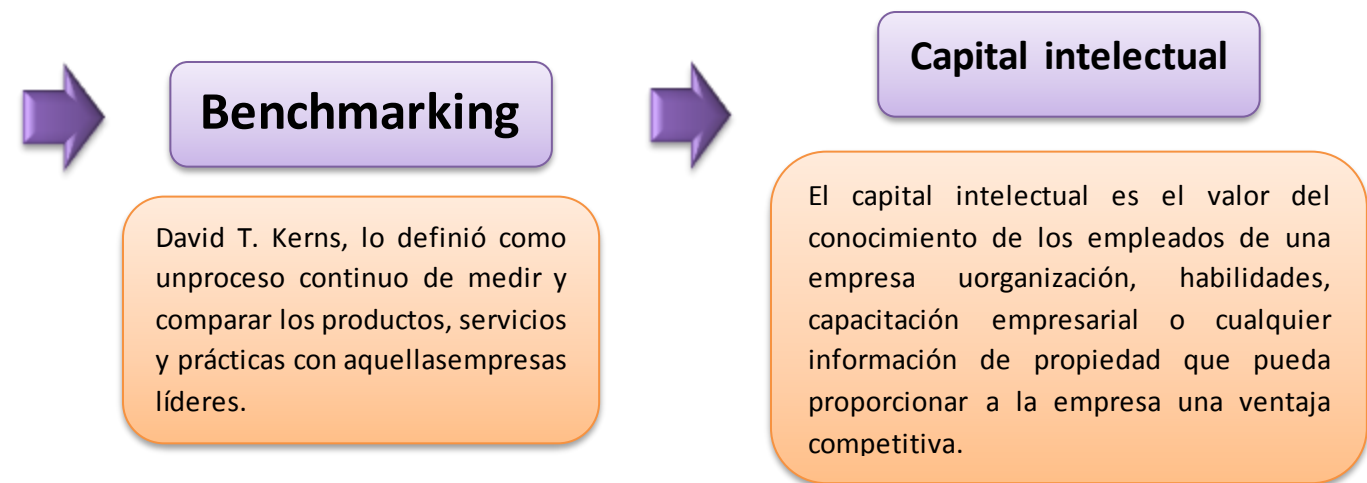 Benchmarking
David T. Kerns, lo definió como
unproceso continuo de medir y
comparar los productos, servicios
y prácticas con aquellasempresas
líderes.
Capital intelectual
El capital intelectual es el valor del
conocimiento de los empleados de una
empresa uorganización, habilidades,
capacitación empresarial o cualquier
información de propiedad que pueda
proporcionar a la empresa una ventaja
competitiva.